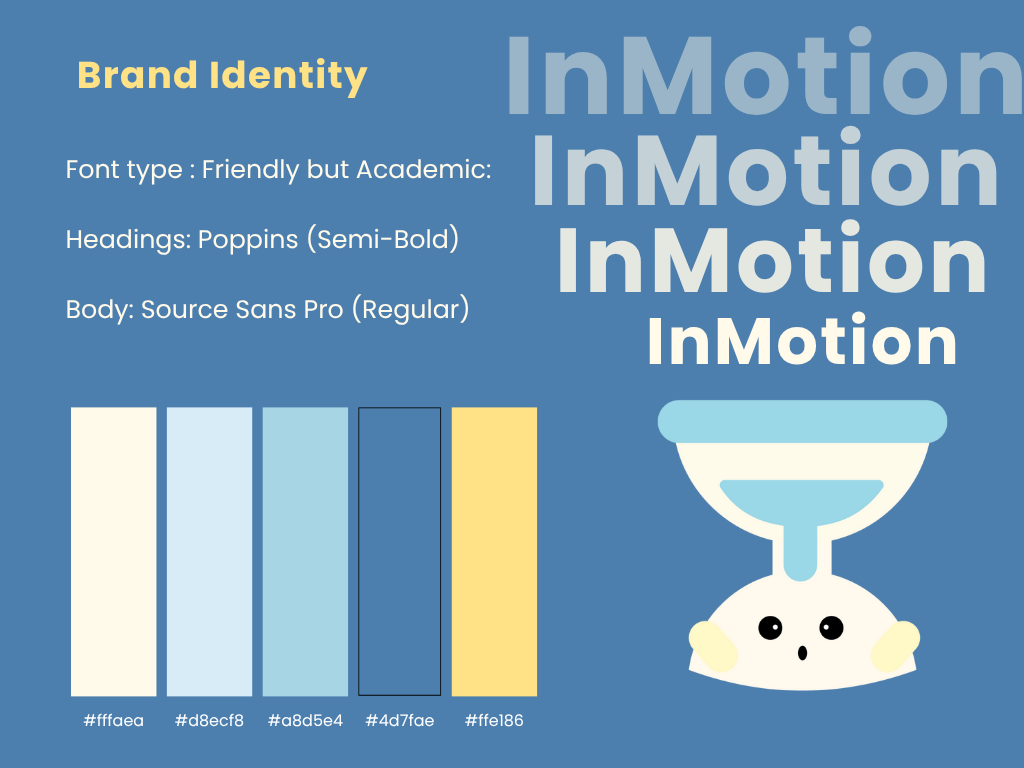 Brand Identity
Font type : Friendly but Academic:
Headings: Poppins (Semi-Bold)
Body: Source Sans Pro (Regular)
InMotion
InMotion
InMotion
InMotion
#fffaea
#d8ecf8
#a8d5e4
#4d7fae
#ffe186